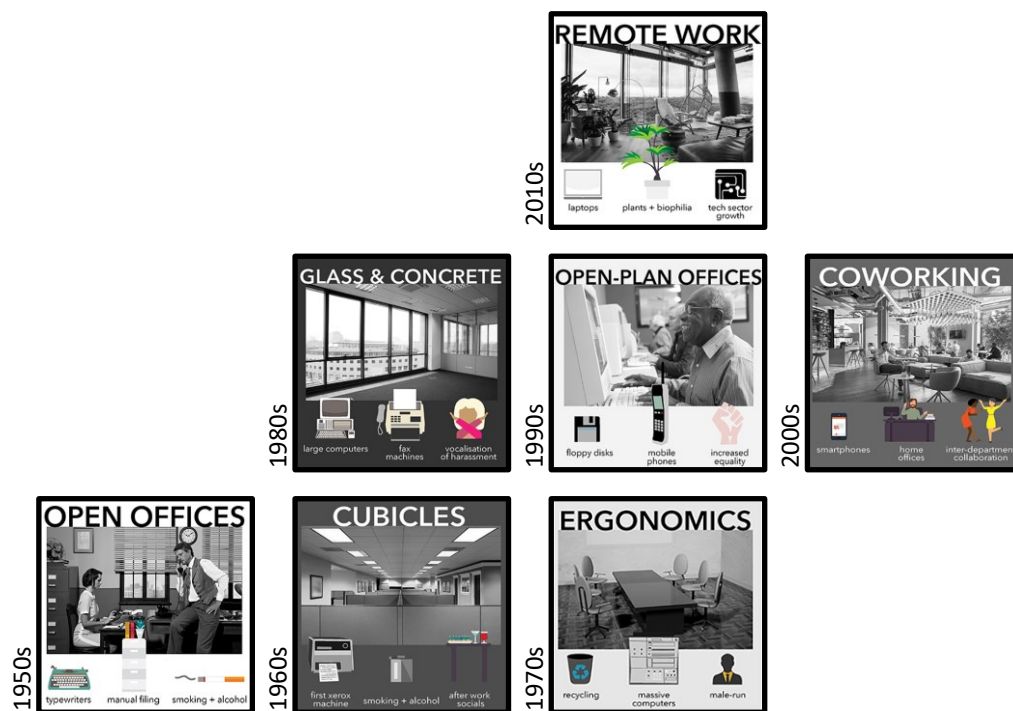 REMOTE WORK
2010s
laptops
plants + biophilia
tech sector
growth
GLASS & CONCRETE
1980s
large computers
fax
machines
vocalisation
of harassment
OPEN-PLAN OFFICES
1990s
floppy disks
mobile
phones
increased
equality
COWORKING
2000s
smartphones
home
offices
inter-departmen
collaboration
OPEN OFFICES
1950s
typewriters
manual filing
smoking + alcohol
CUBICLES
1960s
first xerox
machine
smoking + alcohol
after work
socials
ERGONOMICS
1970s
recycling
massive
computers
male-run